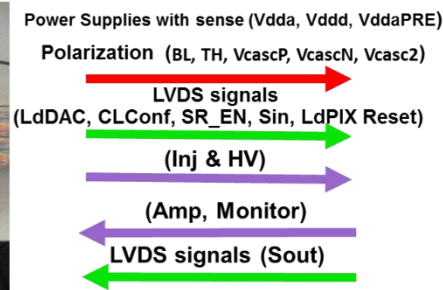 Power Supplies with sense (Vdda, Vddd, VddaPRE)
Polarization (BL, TH, VcascP, VcascN, Vcasc2)
LVDS signals
(LdDAC, CLConf, SR_EN, Sin, LdPIX Reset)
(Inj & HV)
(Amp, Monitor)
LVDS signals (Sout)